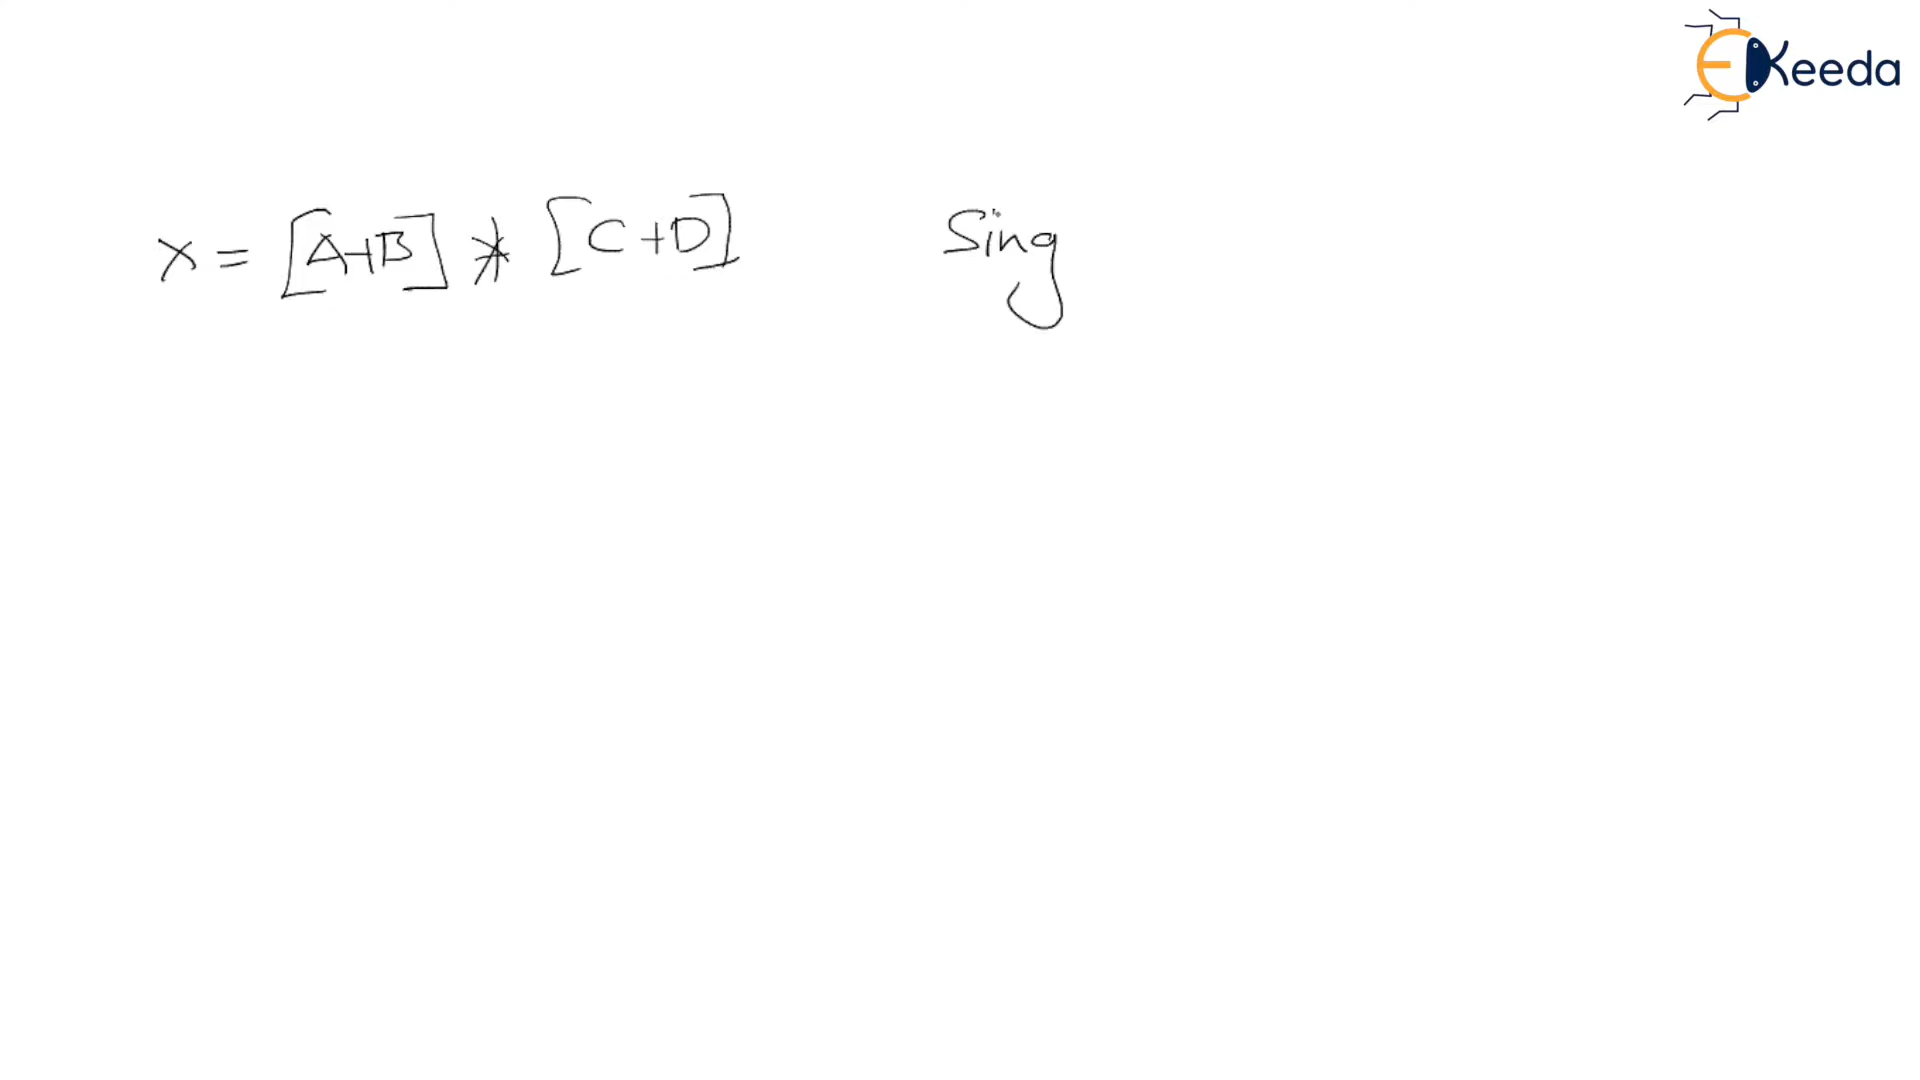 EKeeda
X = [A+B] * [C+D] Sing